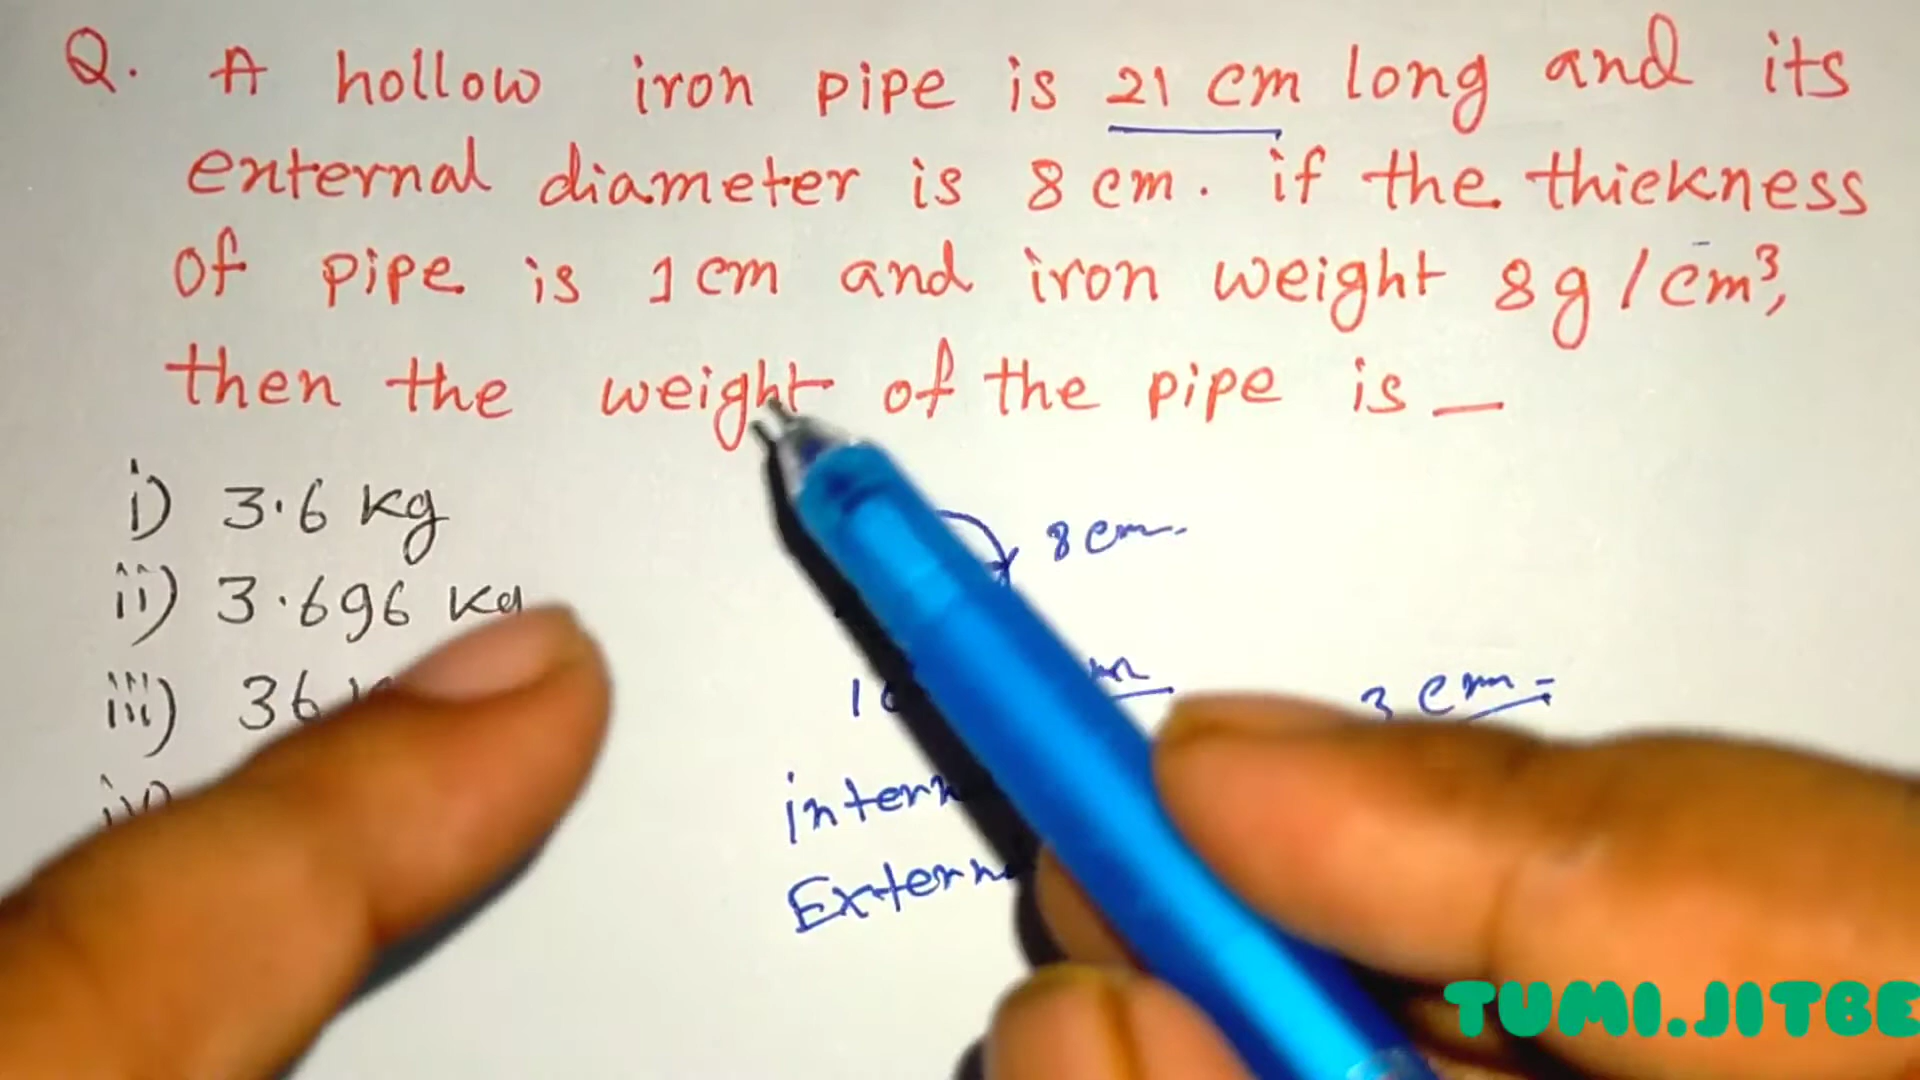 Q. A hollow iron pipe is 21 cm long and its
external diameter is 8 cm. if the thickness
of pipe is 1 cm and iron weight 8g/cm³,
then the weight of the pipe is —
i) 3.6 kg
8 cm.
ii) 3.696 kg
iii) 36
3 cm
TUMI.JITBE